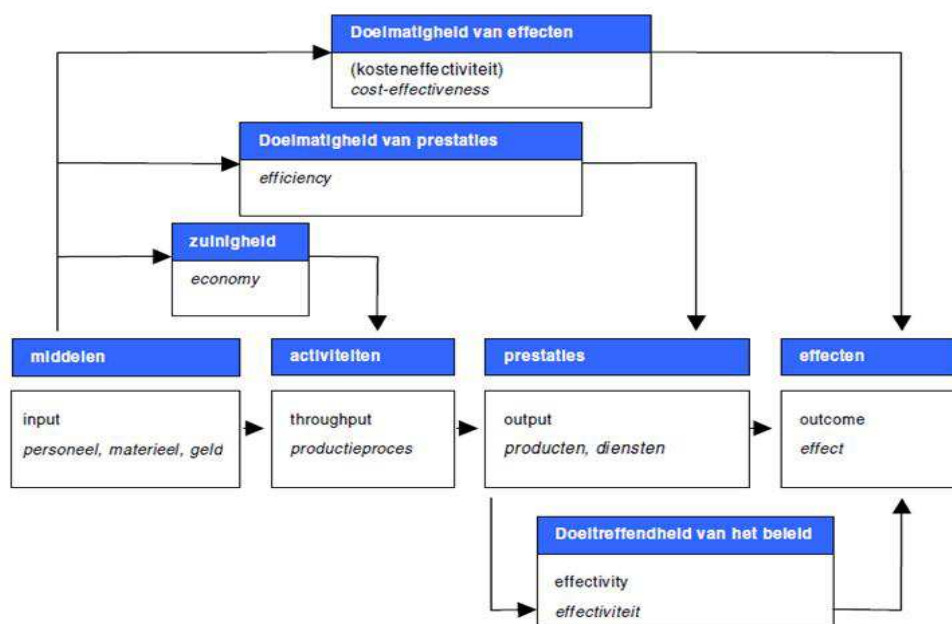 Doelmatigheid van effecten
(kosteneffectiviteit)
cost-effectiveness
Doelmatigheid van prestaties
efficiency
zuinigheid
economy
middelen
input
personeel, materieel, geld
activiteiten
throughput
productieproces
prestaties
output
producten, diensten
effecten
outcome
effect
Doeltreffendheid van het beleid
effectivity
effectiviteit